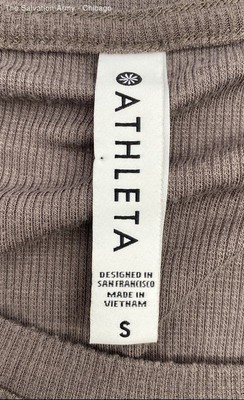 The Salvation Army - Chicago
ATHLETA
DESIGNED IN
SAN FRANCISCO
MADE IN
VIETNAM
S